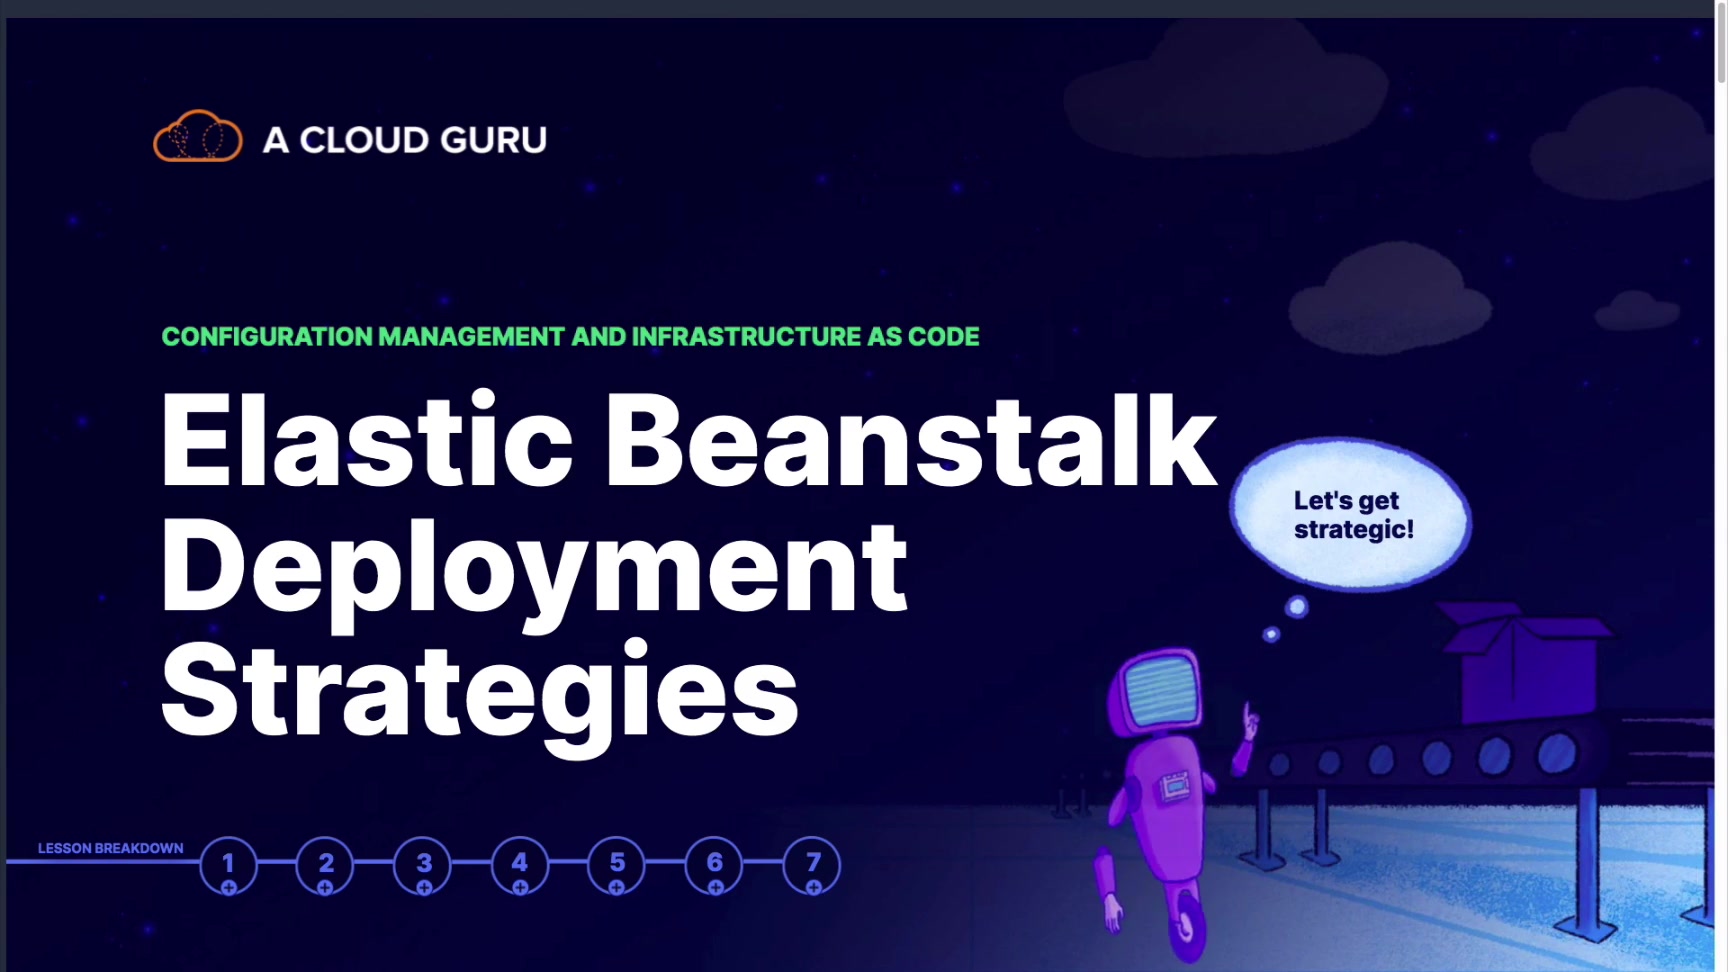 A CLOUD GURU
CONFIGURATION MANAGEMENT AND INFRASTRUCTURE AS CODE
Elastic Beanstalk
Deployment
Strategies
Let's get
strategic!
LESSON BREAKDOWN
1 2 3 4 5 6 7